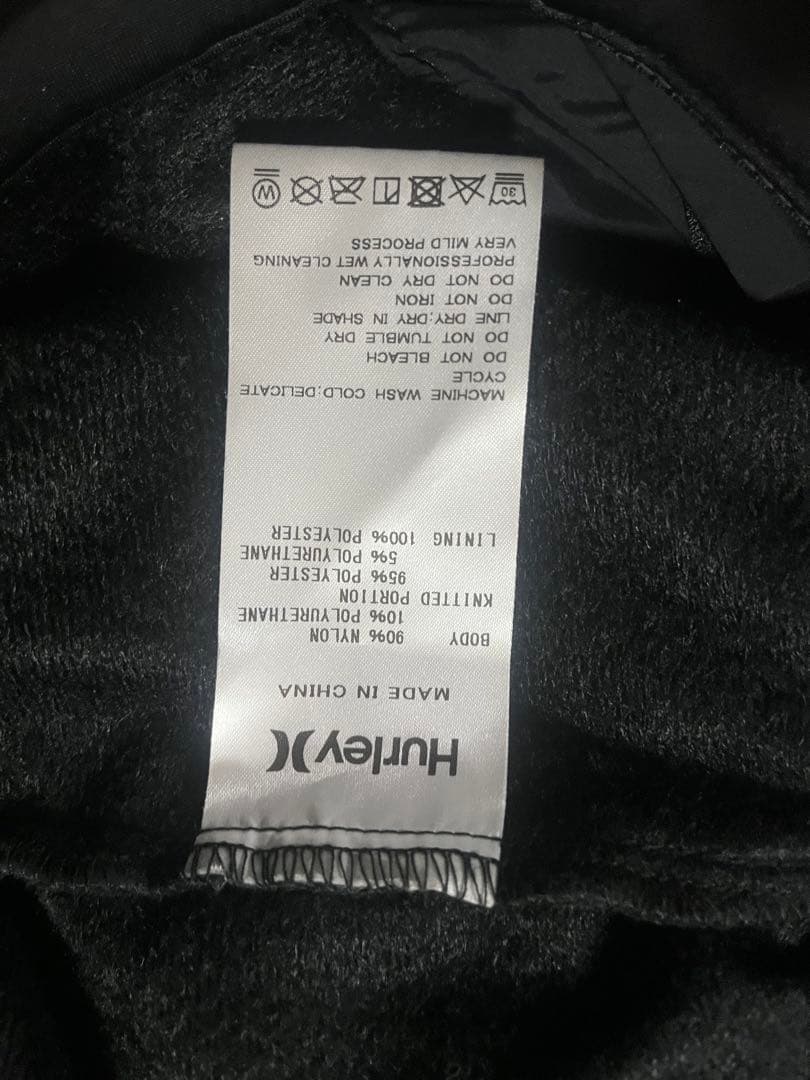 Hurley
MADE IN CHINA
BODY 90% NYLON
10% POLYURETHANE
KNITTED PORTION
95% POLYESTER
5% POLYURETHANE
LINING 100% POLYESTER
MACHINE WASH COLD;DELICATE
CYCLE
DO NOT BLEACH
DO NOT TUMBLE DRY
LINE DRY;DRY IN SHADE
DO NOT IRON
DO NOT DRY CLEAN
PROFESSIONALLY WET CLEANING
VERY MILD PROCESS
30 W